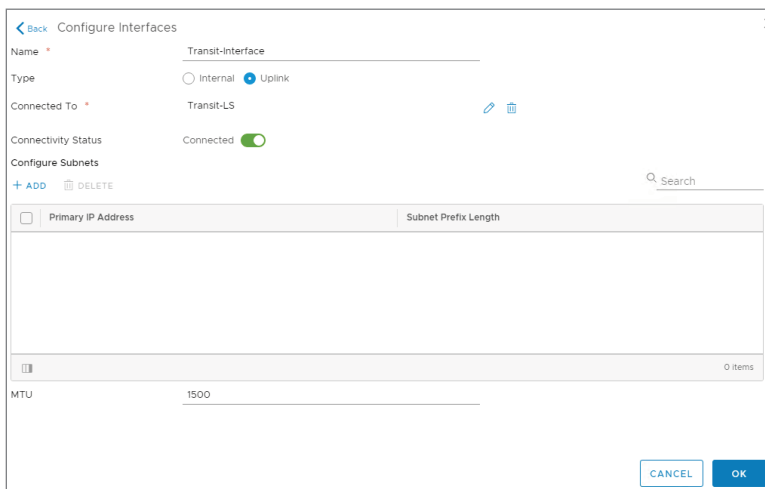 Back Configure Interfaces
Name *
Transit-Interface
Type
Internal Uplink
Connected To *
Transit-LS
Connectivity Status
Connected
Configure Subnets
+ ADD DELETE
Search
Primary IP Address
Subnet Prefix Length
0 items
MTU
1500
CANCEL
OK